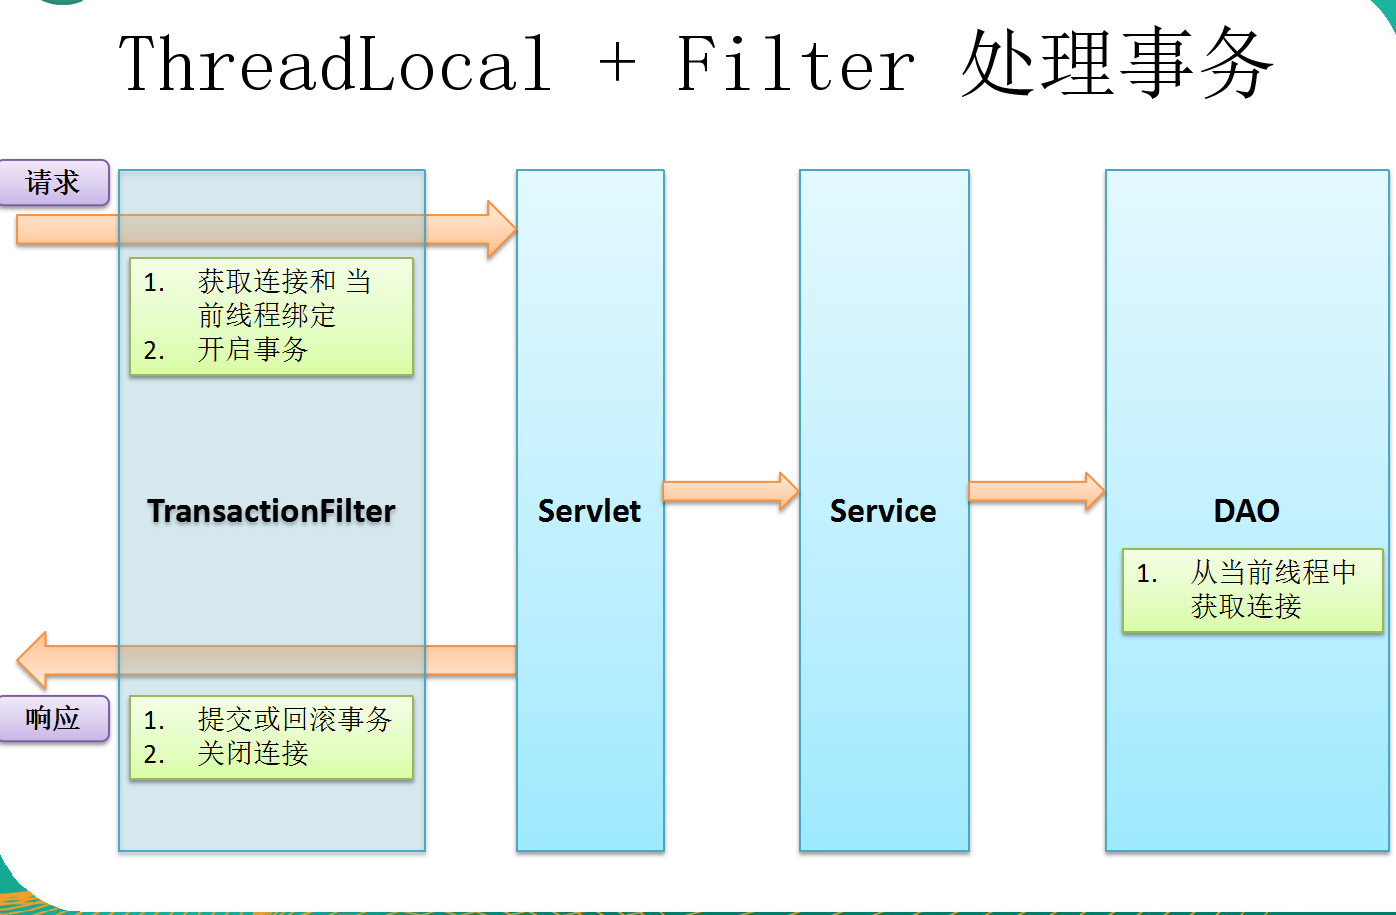 ThreadLocal + Filter 处理事务
请求
1. 获取连接和 当
前线程绑定
2. 开启事务
TransactionFilter
Servlet
Service
DAO
1. 从当前线程中
获取连接
响应
1. 提交或回滚事务
2. 关闭连接